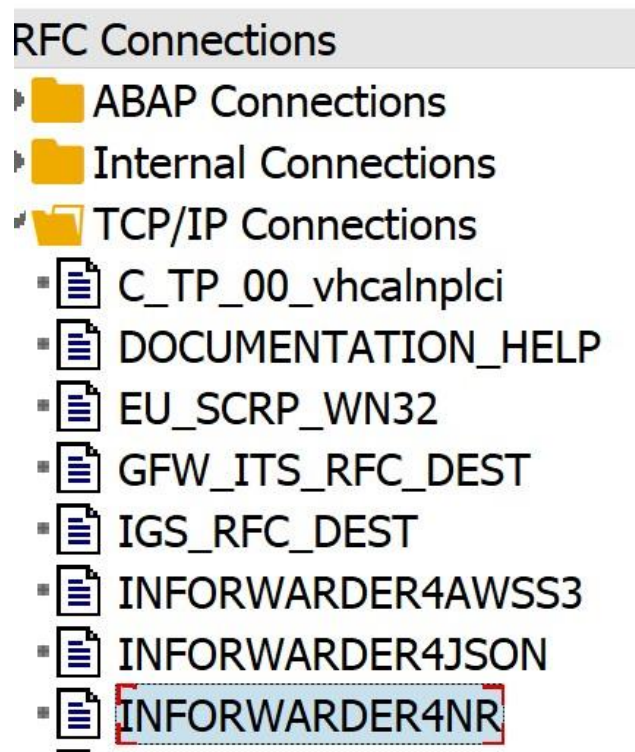 RFC Connections
ABAP Connections
Internal Connections
TCP/IP Connections
C_TP_00_vhcalnplci
DOCUMENTATION_HELP
EU_SCRP_WN32
GFW_ITS_RFC_DEST
IGS_RFC_DEST
INFORWARDER4AWSS3
INFORWARDER4JSON
INFORWARDER4NR